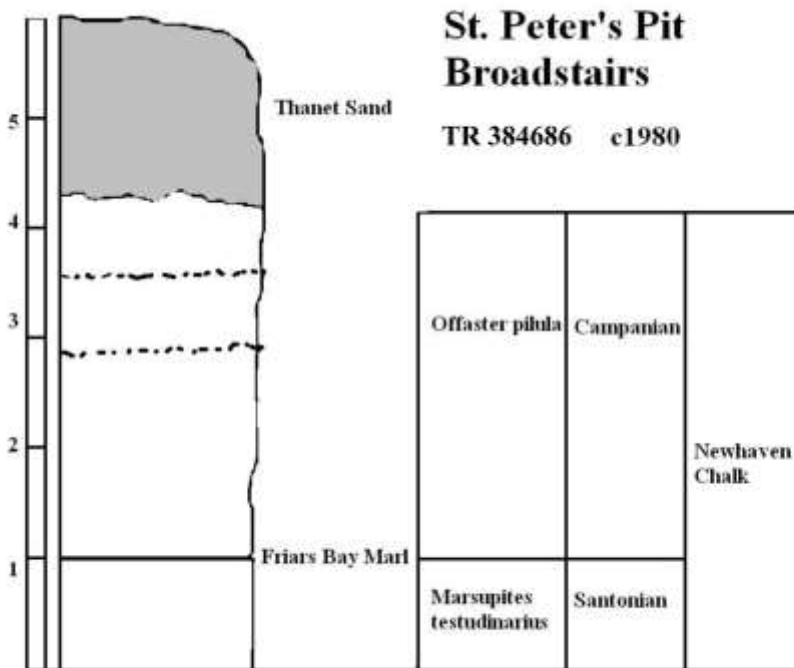 St. Peter's Pit
Broadstairs
TR 384686 c1980
Thanet Sand
5
4
3
2
1
Offaster pilula
Campanian
Newhaven
Chalk
Friars Bay Marl
Marsupites
testudinarius
Santonian